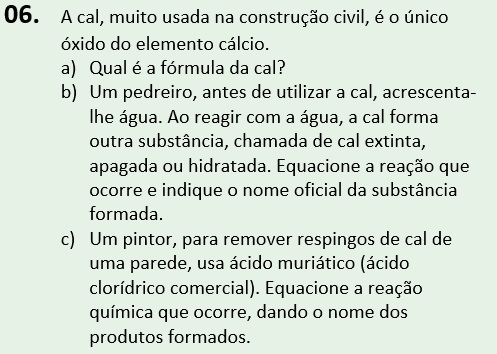 06. A cal, muito usada na construção civil, é o único
óxido do elemento cálcio.
a) Qual é a fórmula da cal?
b) Um pedreiro, antes de utilizar a cal, acrescenta-
lhe água. Ao reagir com a água, a cal forma
outra substância, chamada de cal extinta,
apagada ou hidratada. Equacione a reação que
ocorre e indique o nome oficial da substância
formada.
c) Um pintor, para remover respingos de cal de
uma parede, usa ácido muriático (ácido
clorídrico comercial). Equacione a reação
química que ocorre, dando o nome dos
produtos formados.